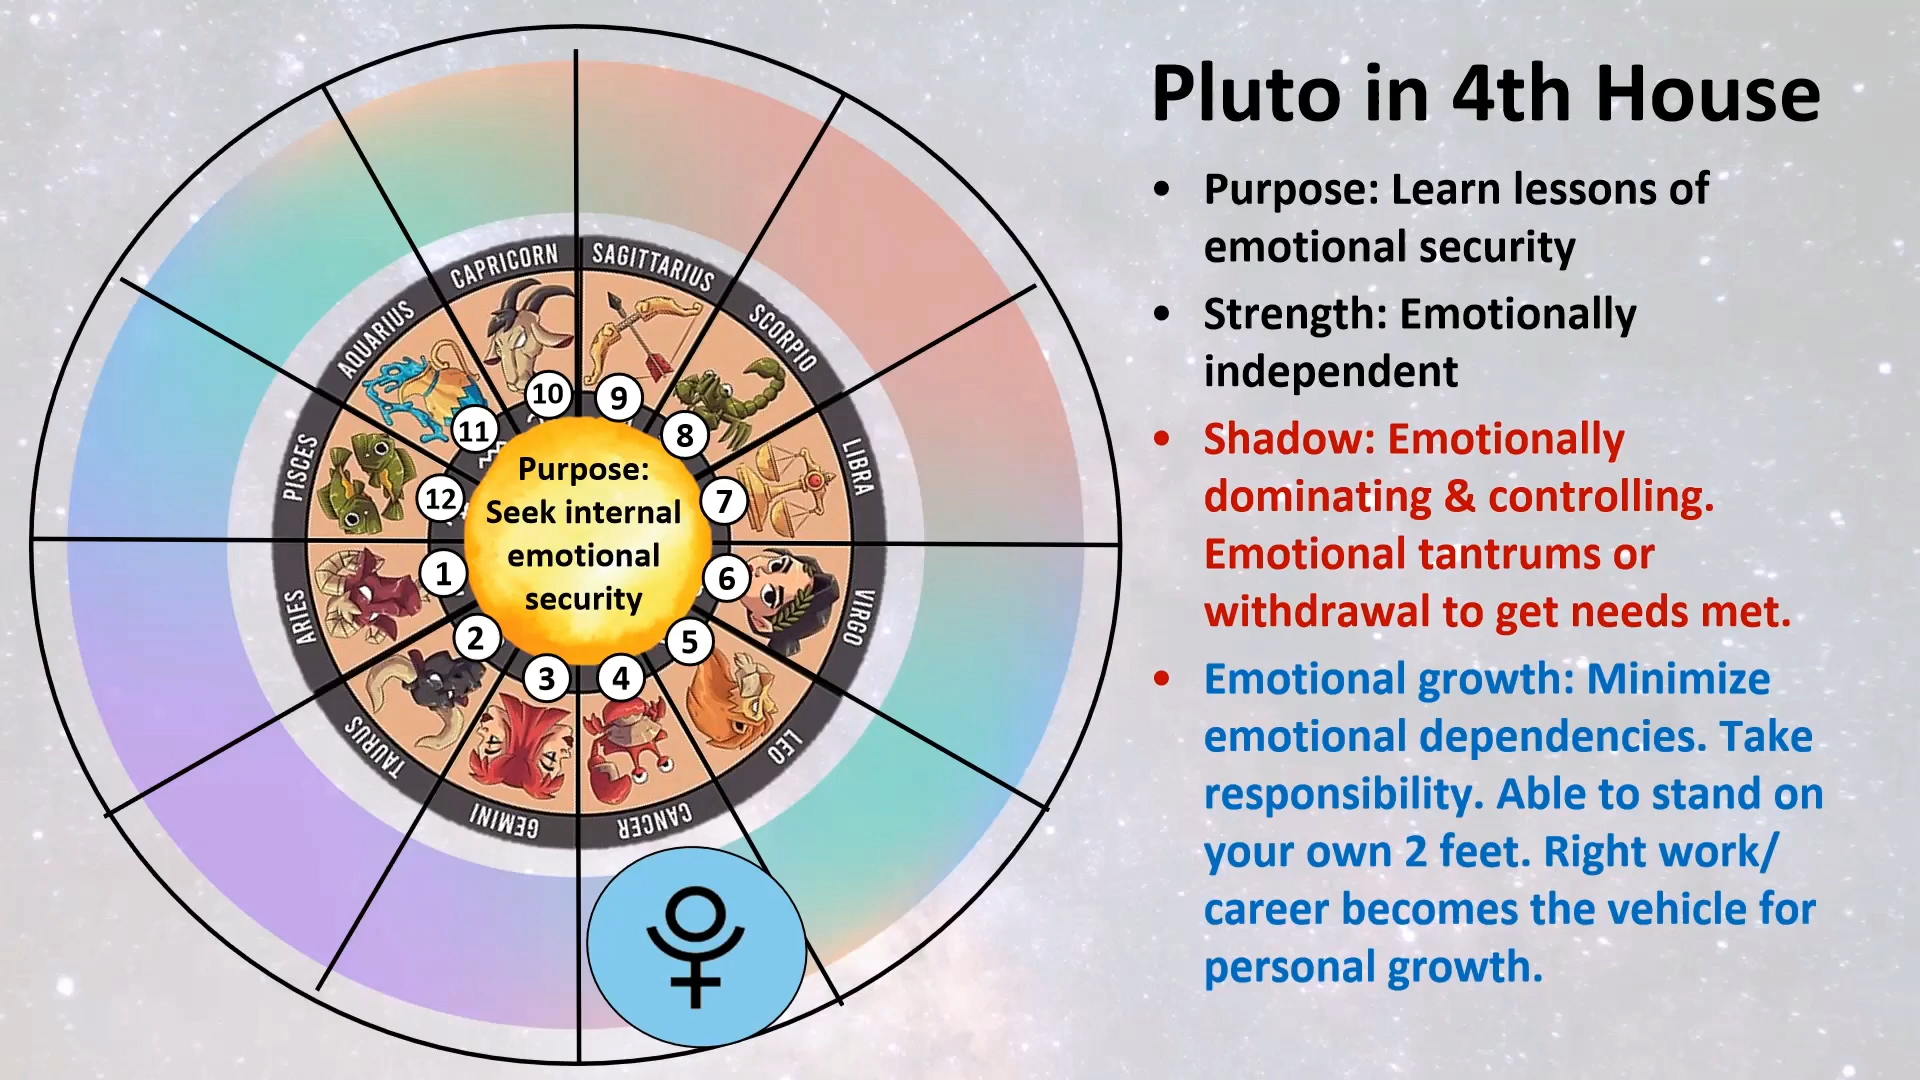 Pluto in 4th House
• Purpose: Learn lessons of
emotional security
• Strength: Emotionally
independent
• Shadow: Emotionally
dominating & controlling.
Emotional tantrums or
withdrawal to get needs met.
• Emotional growth: Minimize
emotional dependencies. Take
responsibility. Able to stand on
your own 2 feet. Right work/
career becomes the vehicle for
personal growth.
CAPRICORN
SAGITTARIUS
SCORPIO
LIBRA
VIRGO
LEO
CANCER
GEMINI
TAURUS
ARIES
PISCES
AQUARIUS
10
9
8
7
6
5
4
3
2
1
12
11
Purpose:
Seek internal
emotional
security